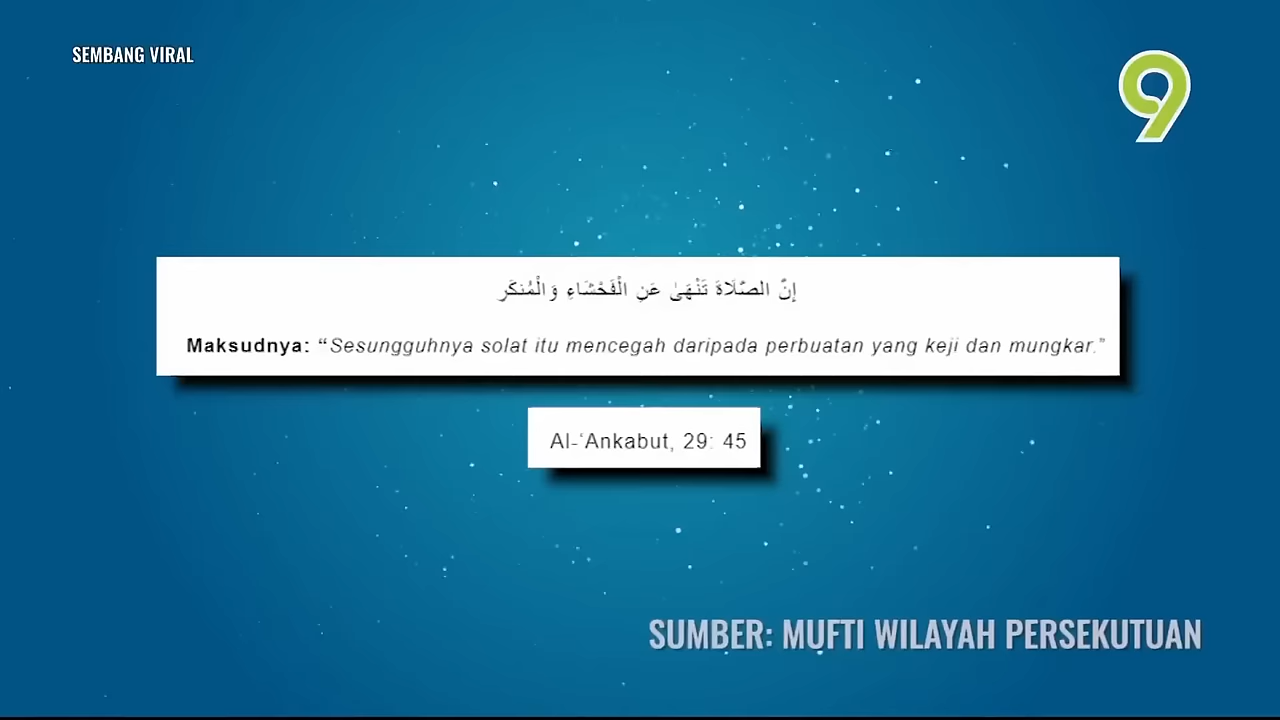 SEMBANG VIRAL
9
إِنَّ الصَّلَاةَ تَنْهَىٰ عَنِ الْفَحْشَاءِ وَالْمُنكَرِ
Maksudnya: “Sesungguhnya solat itu mencegah daripada perbuatan yang keji dan mungkar.”
Al-‘Ankabut, 29: 45
SUMBER: MUFTI WILAYAH PERSEKUTUAN